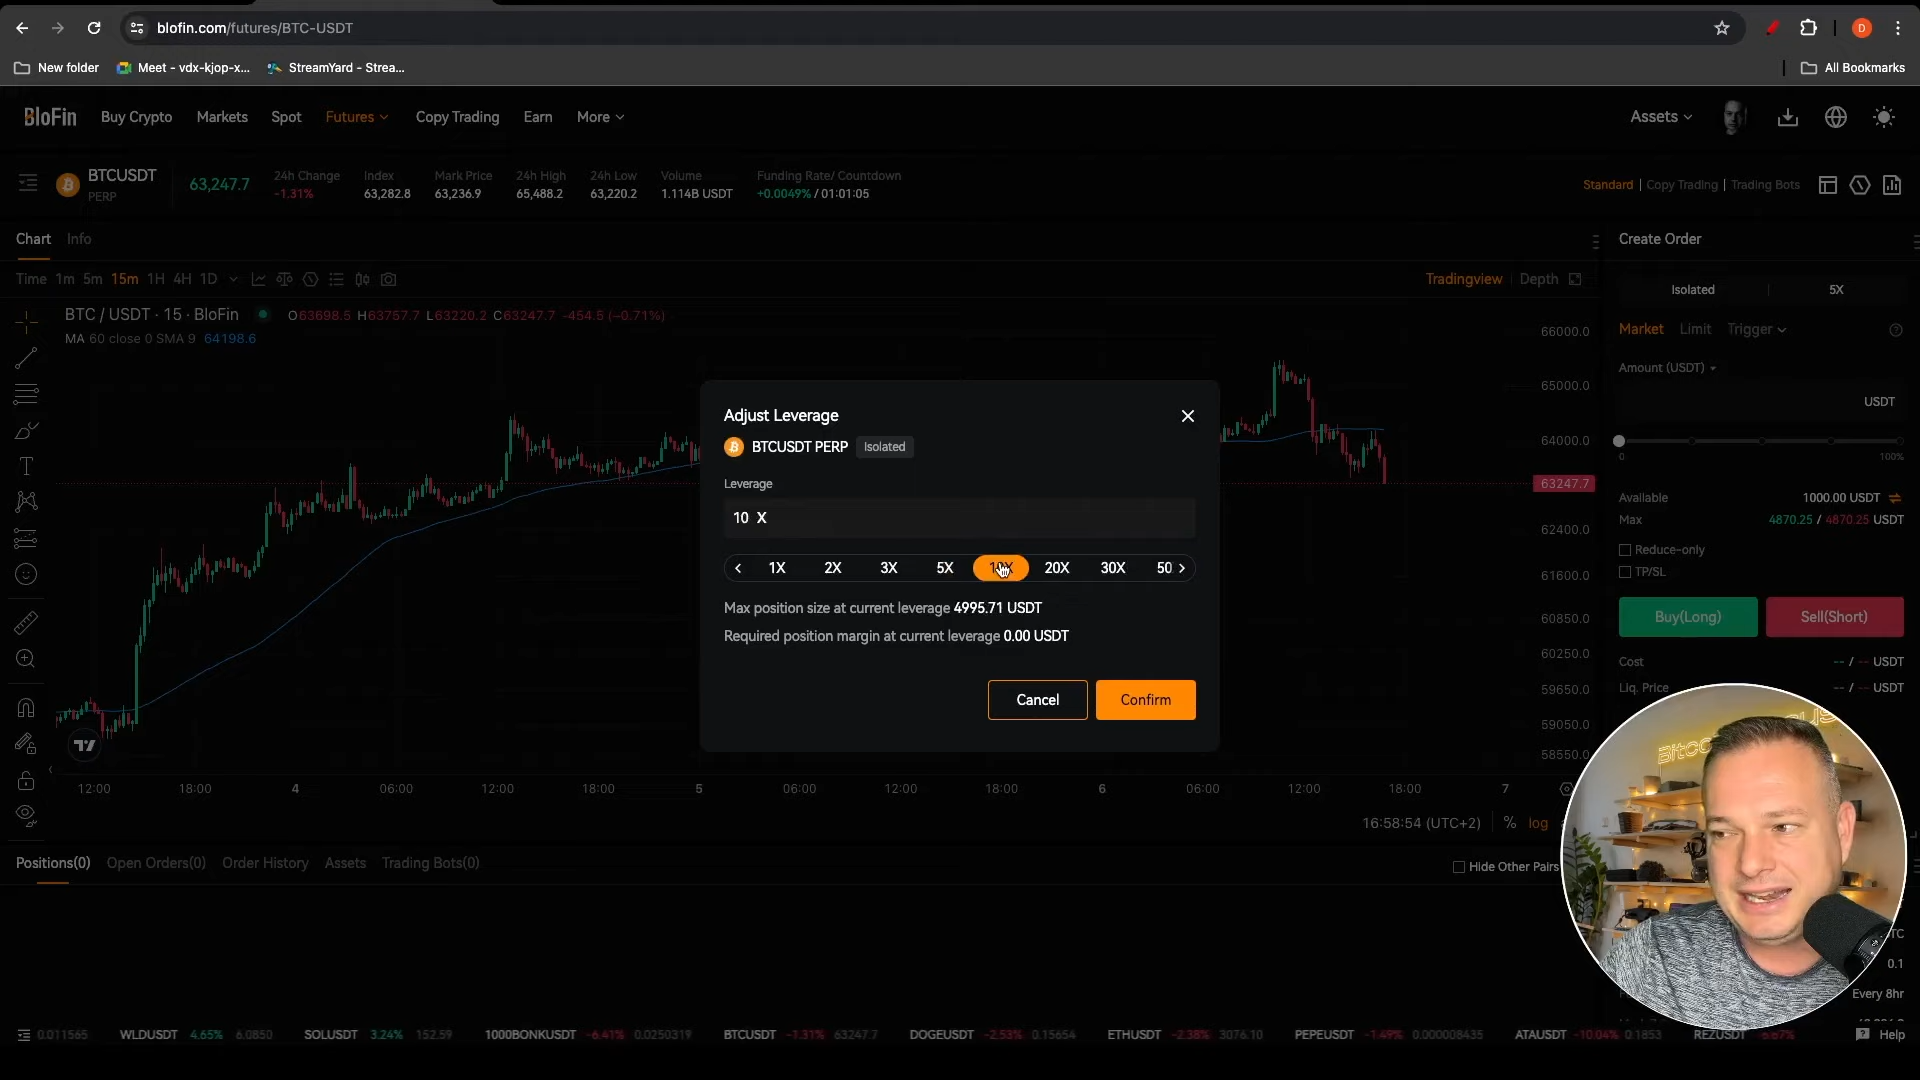 blofin.com/futures/BTC-USDT
D
New folder
Meet - vdx-kjop-x...
StreamYard - Strea...
All Bookmarks
BloFin
Buy Crypto
Markets
Spot
Futures
Copy Trading
Earn
More
Assets
BTCUSDT
PERP
63,247.7
24h Change
-1.31%
Index
63,282.8
Mark Price
63,236.9
24h High
65,488.2
24h Low
63,220.2
Volume
1.114B USDT
Funding Rate/ Countdown
+0.0049% / 01:01:05
Standard | Copy Trading | Trading Bots
Chart
Info
Create Order
Time 1m 5m 15m 1H 4H 1D
Tradingview | Depth
Isolated | 5X
BTC / USDT · 15 · BloFin
O63698.5 H63757.7 L63220.2 C63247.7 -454.5 (−0.71%)
MA 60 close 0 SMA 9 64198.6
Market Limit Trigger
Amount (USDT)
USDT
0
100%
Available
1000.00 USDT
Max
4870.25 / 4870.25 USDT
Reduce-only
TP/SL
Buy(Long)
Sell(Short)
Cost
-- / -- USDT
Liq. Price
-- / -- USDT
66000.0
65000.0
64000.0
63247.7
62400.0
61600.0
60850.0
60250.0
59650.0
59050.0
58550.0
Adjust Leverage
BTCUSDT PERP Isolated
Leverage
10 X
1X 2X 3X 5X 10X 20X 30X 50
Max position size at current leverage 4995.71 USDT
Required position margin at current leverage 0.00 USDT
Cancel
Confirm
12:00 18:00 4 06:00 12:00 18:00 5 06:00 12:00 18:00 6 06:00 12:00 18:00 7
16:58:54 (UTC+2)
%
log
Positions(0) Open Orders(0) Order History Assets Trading Bots(0)
Hide Other Pairs
TC
0.1
Every 8hr
0.011565
WLDUSDT 4.65% 6.0850
SOLUSDT 3.24% 152.59
1000BONKUSDT -6.41% 0.0250319
BTCUSDT -1.31% 63247.7
DOGEUSDT -2.53% 0.15654
ETHUSDT -2.38% 3076.10
PEPEUSDT -1.49% 0.000008435
ATAUSDT -10.04% 0.1853
REZUSDT
Help